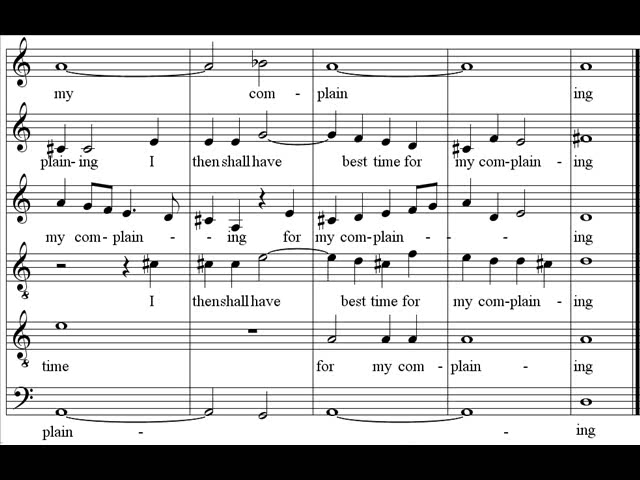 my com - plain ing
plain- ing I then shall have best time for my com-plain - ing
my com-plain - - ing for my com-plain- - - ing
I then shall have best time for my com-plain - ing
time for my com - plain - ing
plain - - ing